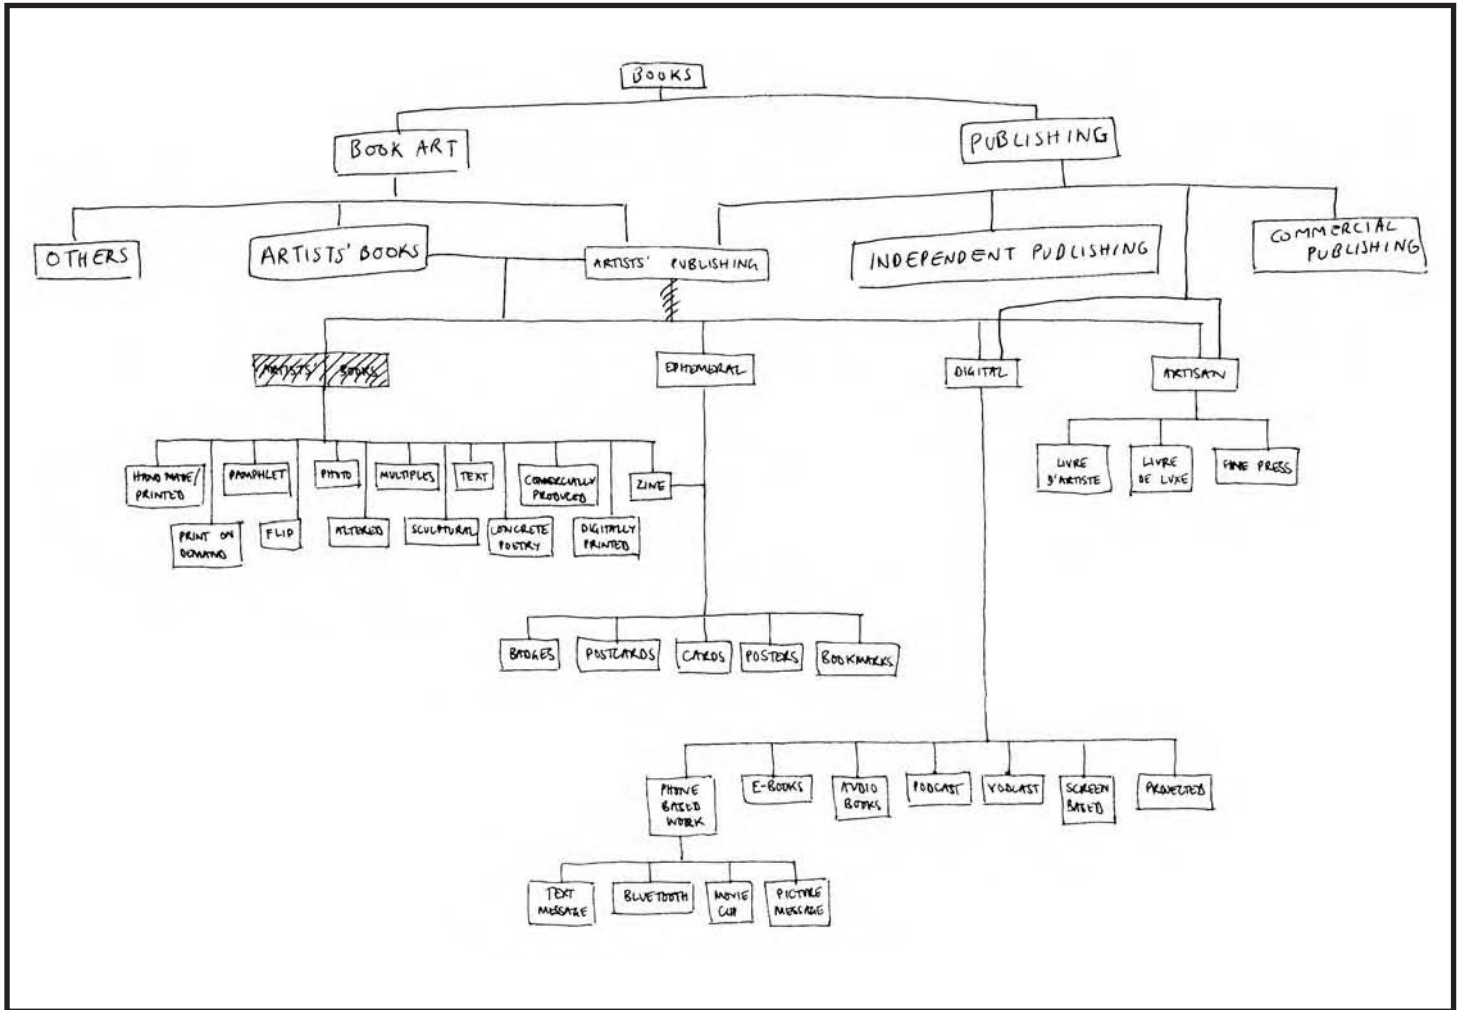 BOOKS
BOOK ART
PUBLISHING
OTHERS
ARTISTS' BOOKS
ARTISTS' PUBLISHING
INDEPENDENT PUBLISHING
COMMERCIAL
PUBLISHING
ARTISTS' BOOKS
EPHEMERAL
DIGITAL
ARTISAN
HAND MADE/
PRINTED
PAMPHLET
PHOTO
MULTIPLES
TEXT
COMMERCIALLY
PRODUCED
ZINE
PRINT ON
DEMAND
FLIP
ALTERED
SCULPTURAL
CONCRETE
POETRY
DIGITALLY
PRINTED
LIVRE
D'ARTISTE
LIVRE
DE LUXE
FINE PRESS
BADGES
POSTCARDS
CARDS
POSTERS
BOOKMARKS
PHONE
BASED
WORK
E-BOOKS
AUDIO
BOOKS
PODCAST
VODCAST
SCREEN
BASED
PROJECTED
TEXT
MESSAGE
BLUETOOTH
MOVIE
CLIP
PICTURE
MESSAGE